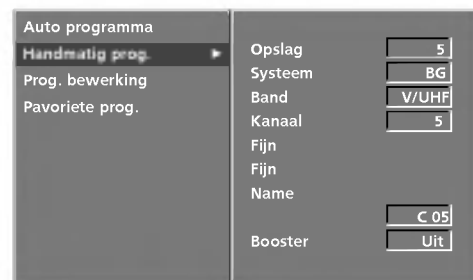 Auto programma
Handmatig prog. ►
Prog. bewerking
Pavoriete prog.
Opslag 5
Systeem BG
Band V/UHF
Kanaal 5
Fijn
Fijn
Name
C 05
Booster Uit